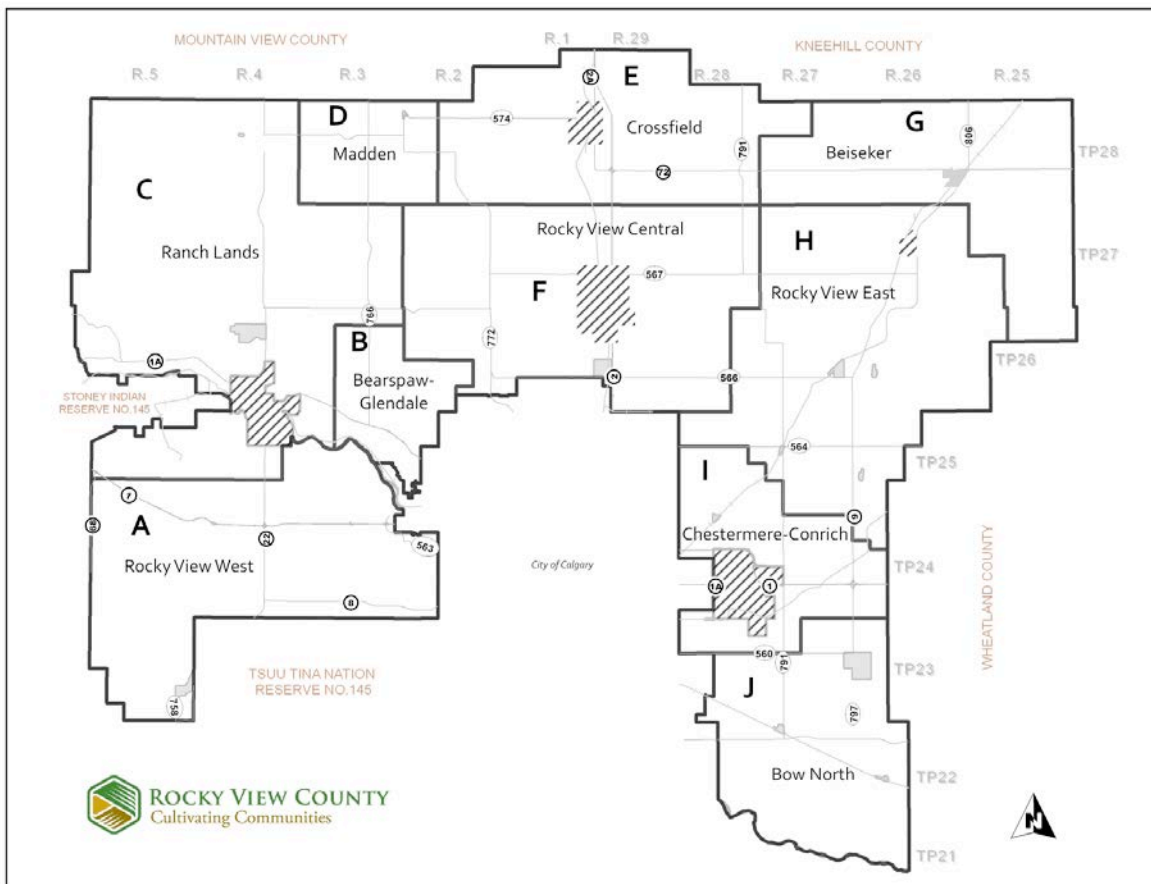 MOUNTAIN VIEW COUNTY
KNEEHILL COUNTY
R.1
R.29
R.5
R.4
R.3
R.2
R.28
R.27
R.26
R.25
2A
E
D
574
Crossfield
G
806
Madden
791
Beiseker
TP28
C
72
Rocky View Central
H
Ranch Lands
567
TP27
F
Rocky View East
766
772
B
1A
TP26
STONEY INDIAN
RESERVE NO.145
Bearspaw-
Glendale
2
566
564
TP25
I
1
A
68
22
563
9
Chestermere-Conrich
Rocky View West
City of Calgary
TP24
1A
1
8
WHEATLAND COUNTY
560
791
TP23
TSUU TINA NATION
RESERVE NO.145
J
758
797
Bow North
TP22
ROCKY VIEW COUNTY
Cultivating Communities
N
TP21